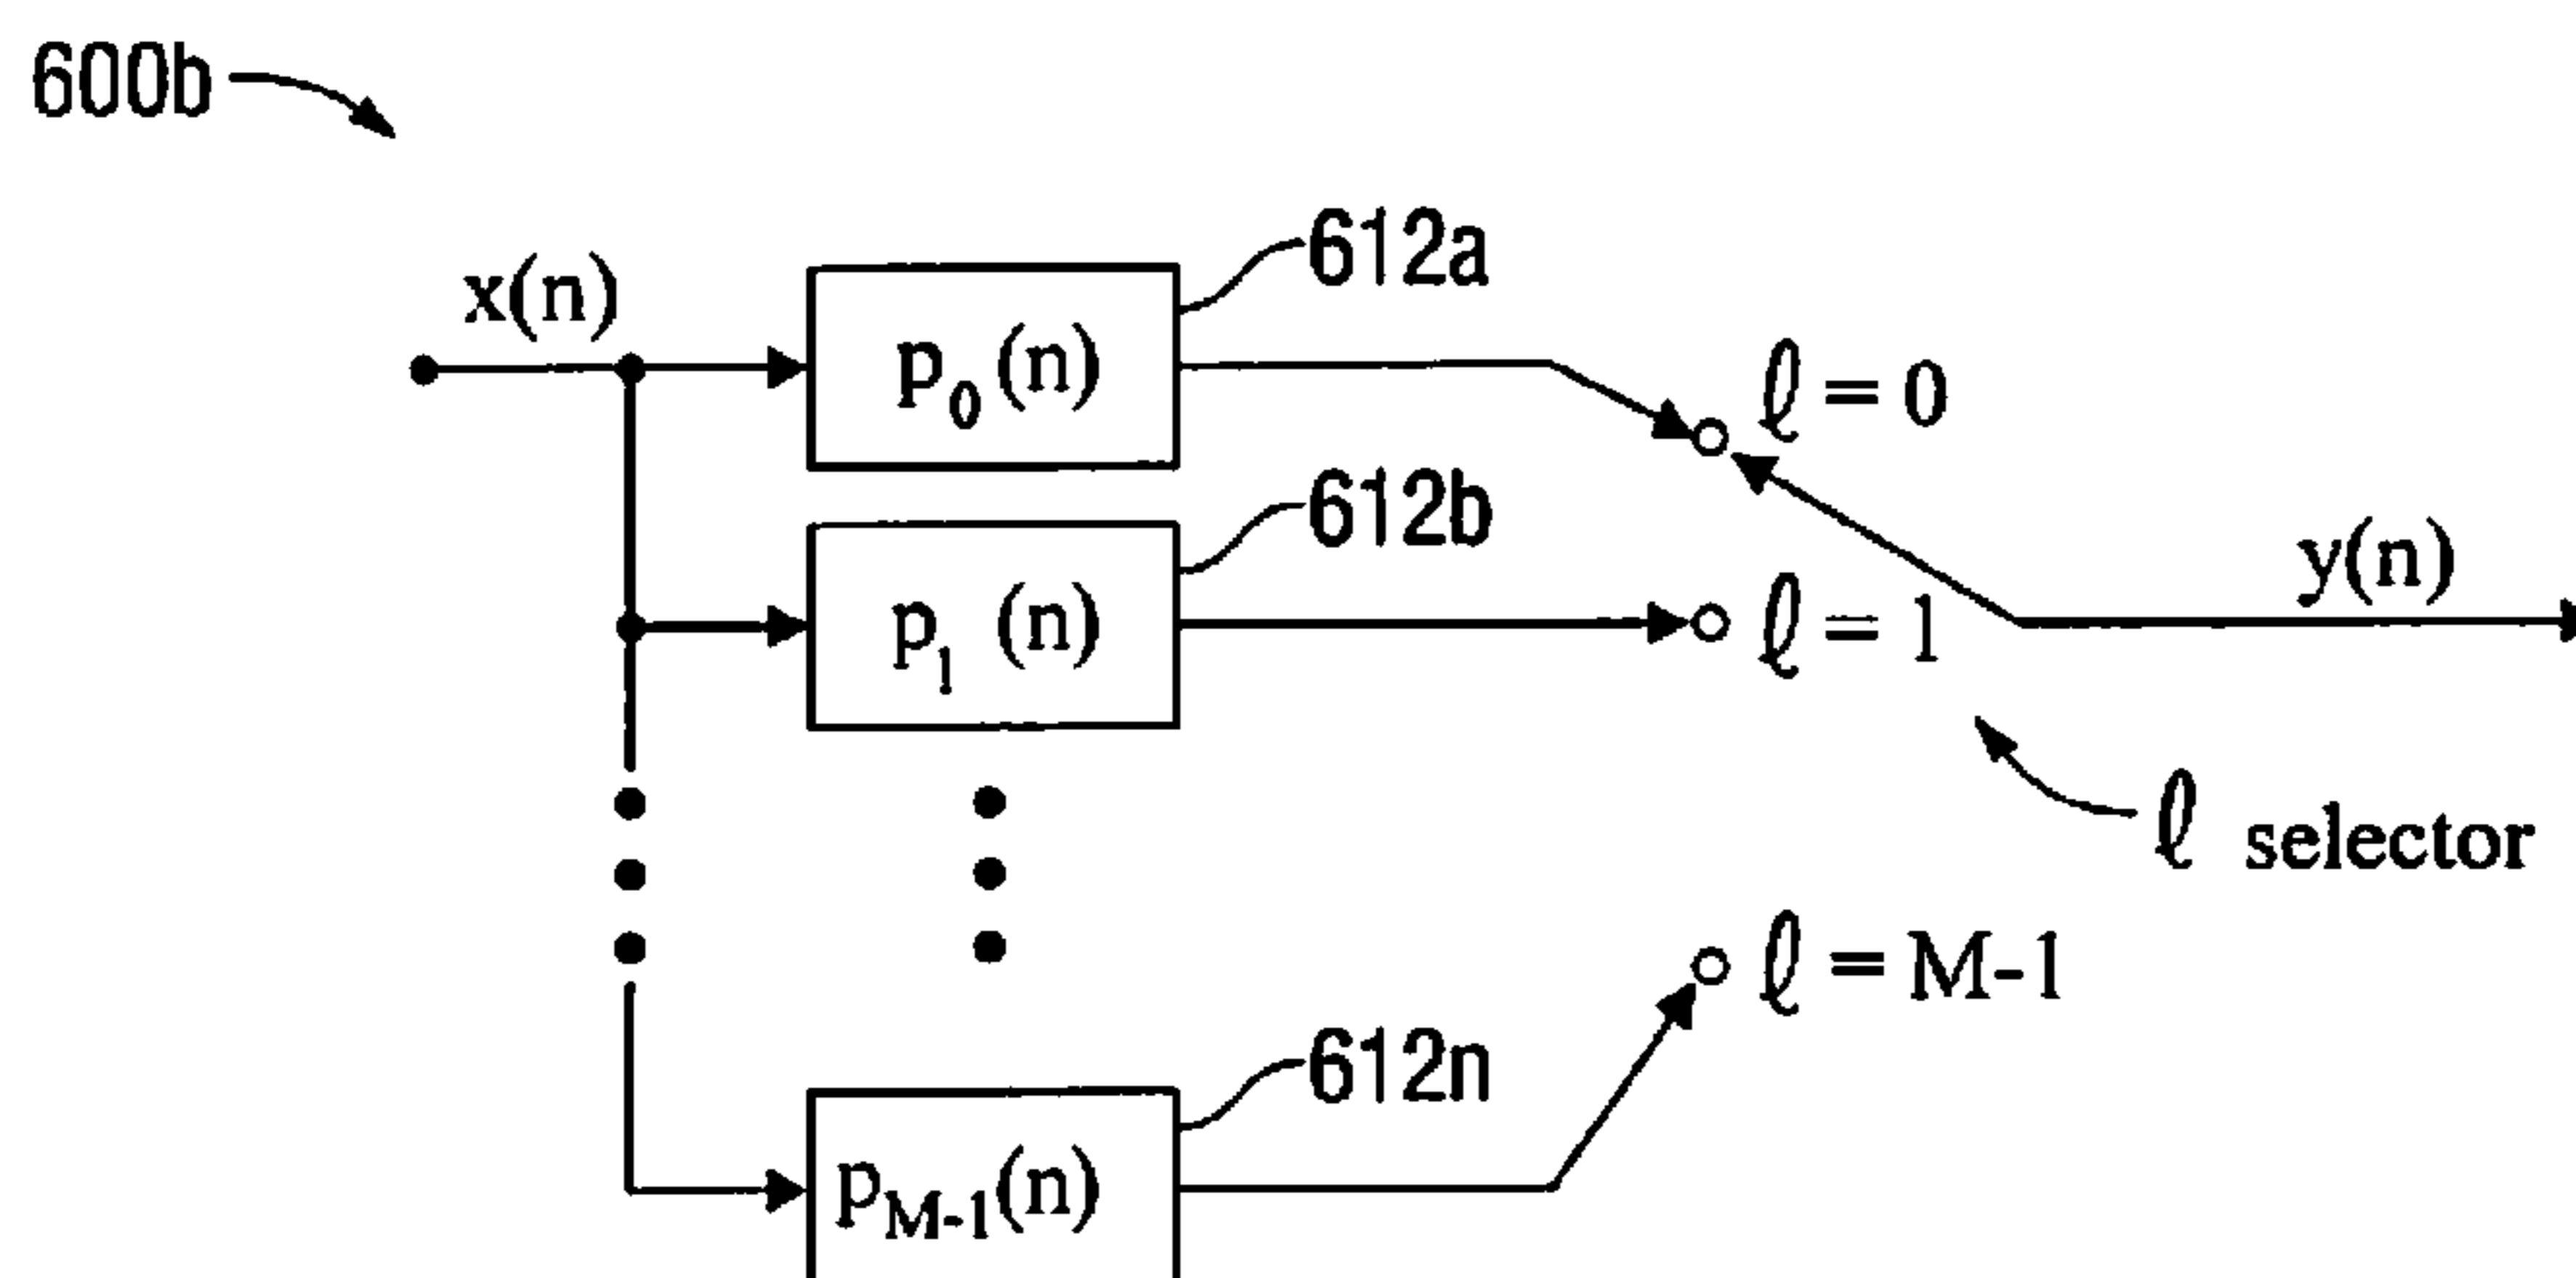 600b
x(n)
612a
p0(n)
ℓ = 0
612b
p1(n)
ℓ = 1
y(n)
ℓ selector
ℓ = M-1
612n
pM-1(n)